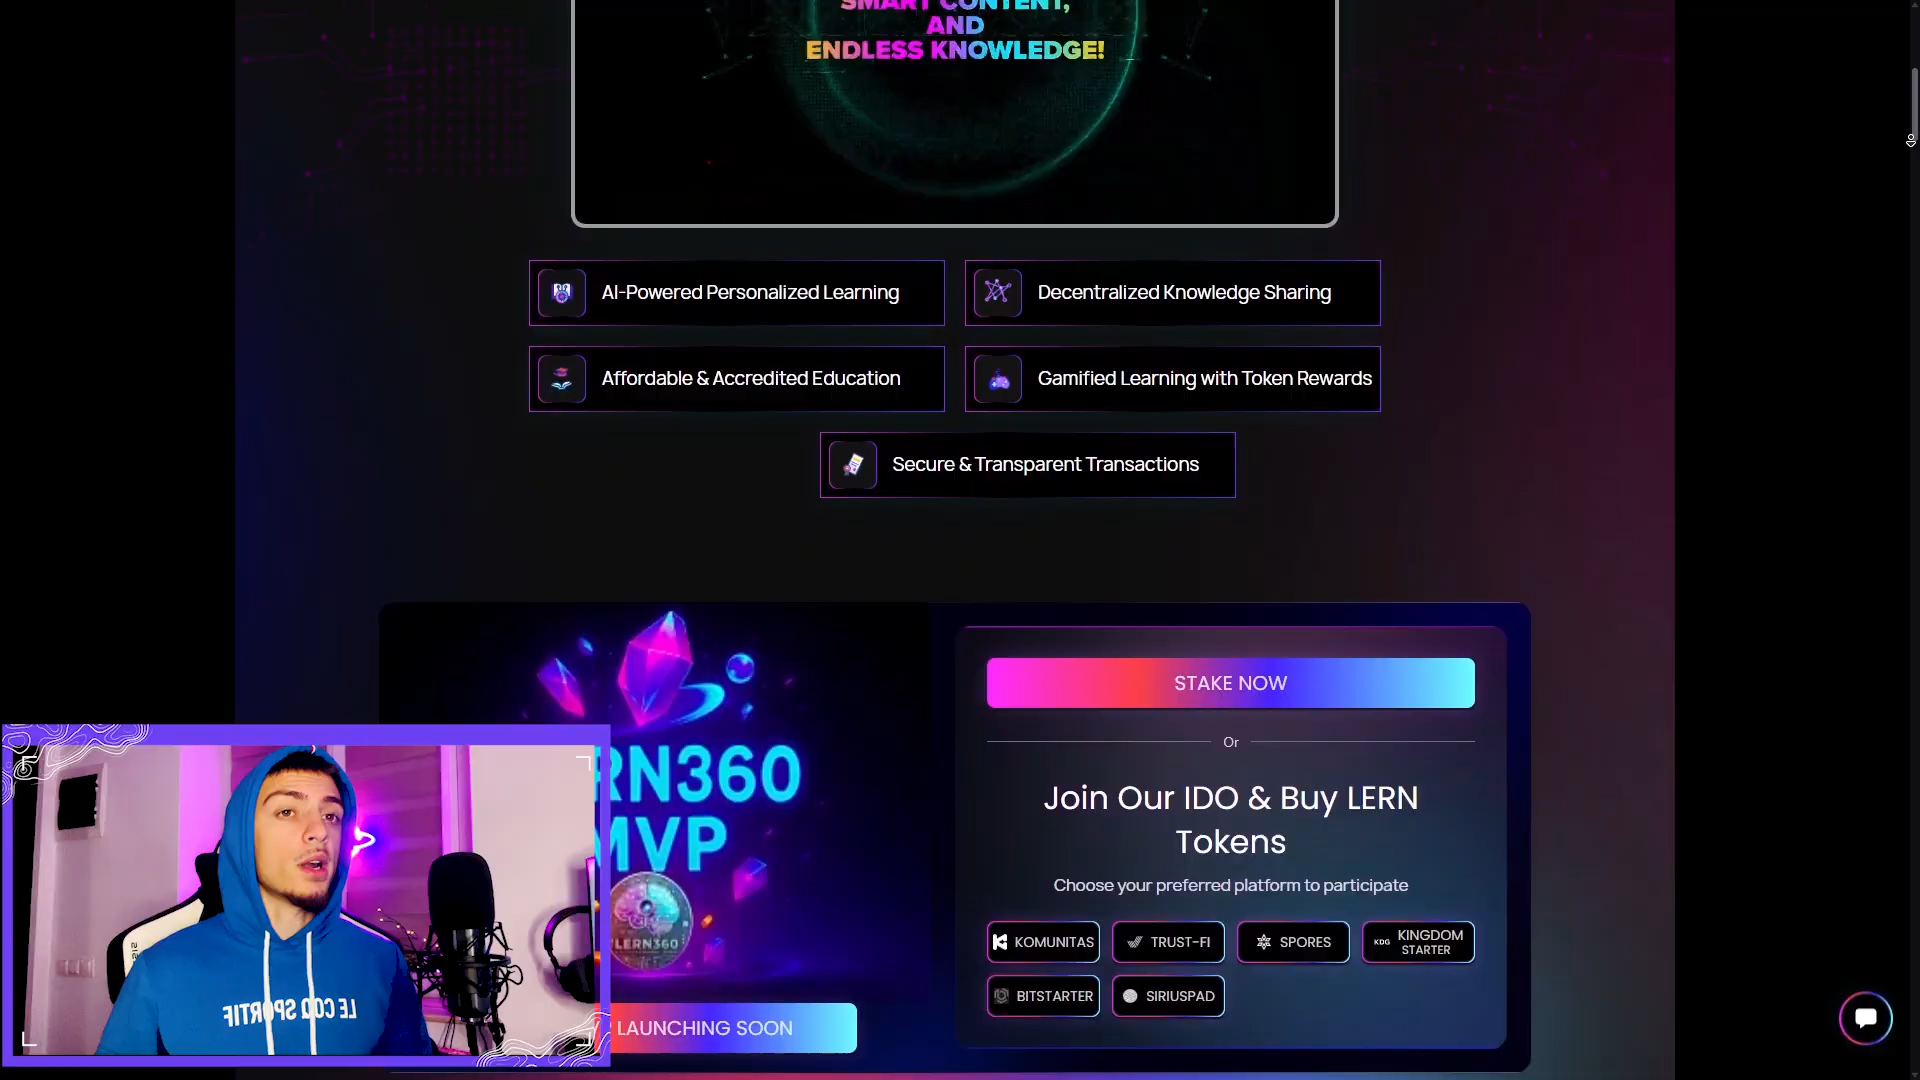 SMART CONTENT,
AND
ENDLESS KNOWLEDGE!
AI-Powered Personalized Learning
Decentralized Knowledge Sharing
Affordable & Accredited Education
Gamified Learning with Token Rewards
Secure & Transparent Transactions
RN360
MVP
LERN360
LAUNCHING SOON
STAKE NOW
Or
Join Our IDO & Buy LERN
Tokens
Choose your preferred platform to participate
KOMUNITAS
TRUST-FI
SPORES
KDG
KINGDOM
STARTER
BITSTARTER
SIRIUSPAD
LE COQ SPORTIF